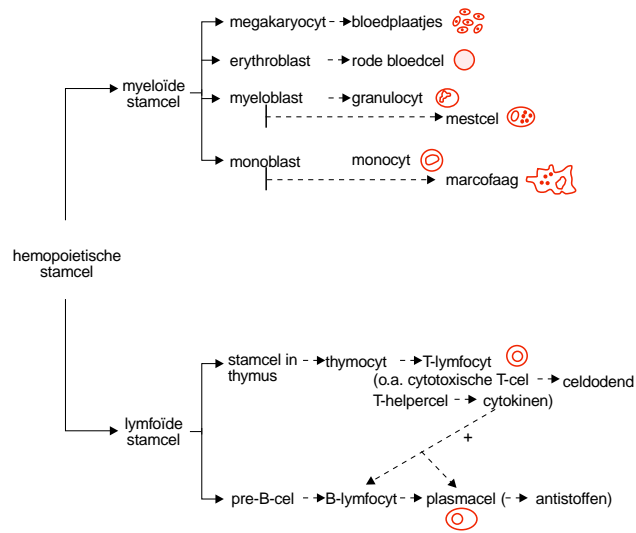 megakaryocyt bloedplaatjes
erythroblast rode bloedcel
myeloïde
stamcel
myeloblast granulocyt
mestcel
monoblast monocyt
marcofaag
hemopoietische
stamcel
stamcel in
thymus
thymocyt T-lymfocyt
(o.a. cytotoxische T-cel celdodend
T-helpercel cytokinen)
lymfoïde
stamcel
+
pre-B-cel B-lymfocyt plasmacel ( antistoffen)